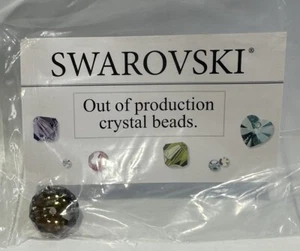 SWAROVSKI®
Out of production
crystal beads.